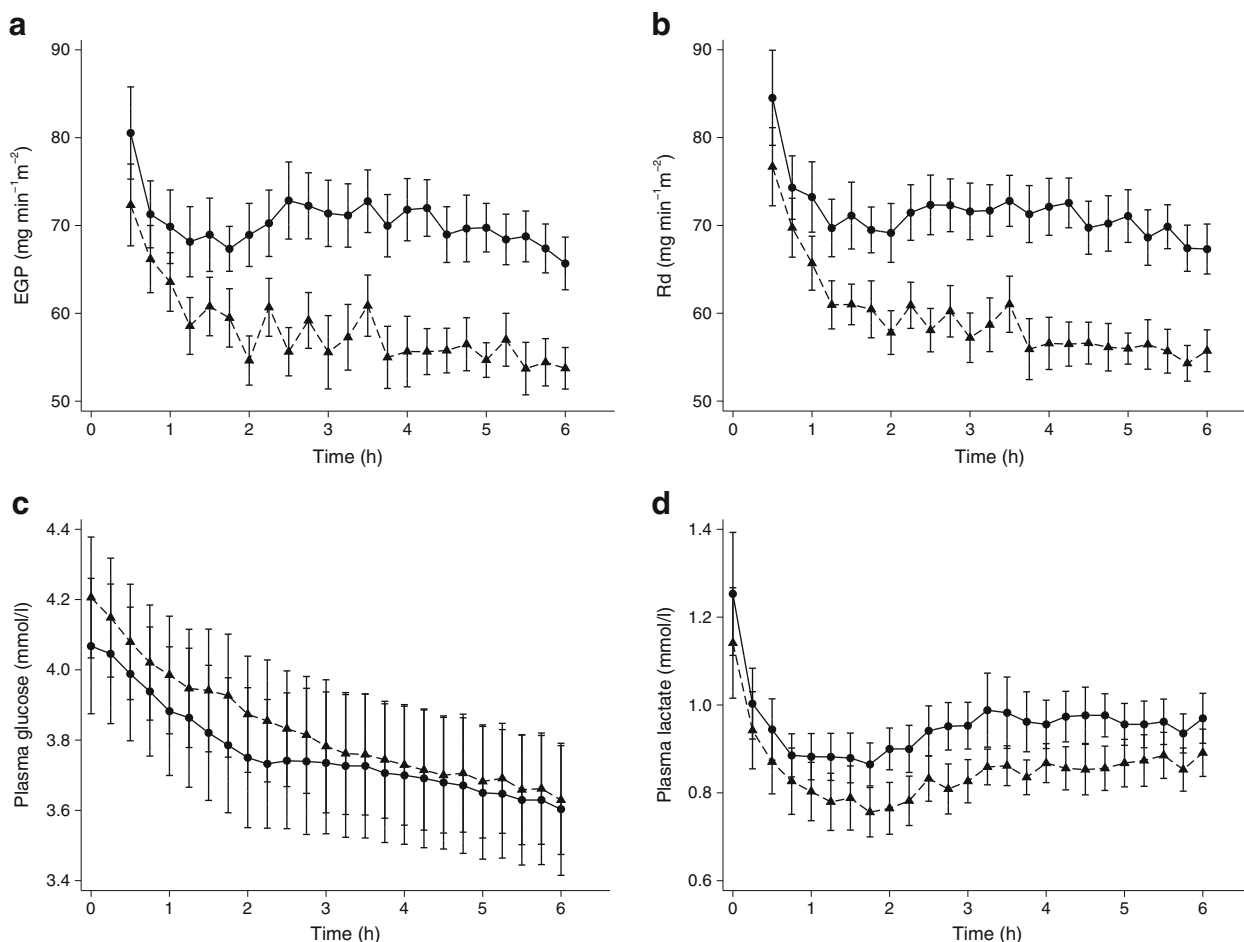 a
90
80
70
60
50
EGP (mg min⁻¹m⁻²)
0 1 2 3 4 5 6
Time (h)
b
90
80
70
60
50
Rd (mg min⁻¹m⁻²)
0 1 2 3 4 5 6
Time (h)
c
4.4
4.2
4.0
3.8
3.6
3.4
Plasma glucose (mmol/l)
0 1 2 3 4 5 6
Time (h)
d
1.4
1.2
1.0
0.8
0.6
Plasma lactate (mmol/l)
0 1 2 3 4 5 6
Time (h)